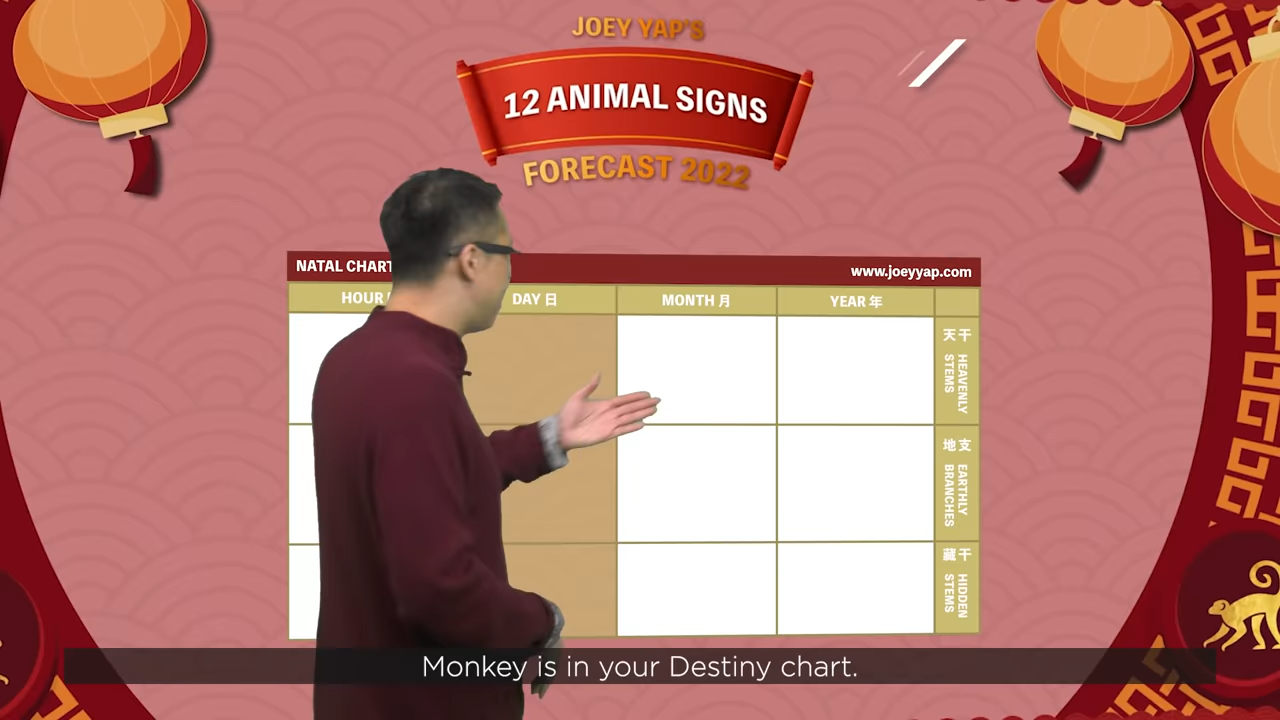 JOEY YAP'S
12 ANIMAL SIGNS
FORECAST 2022
NATAL CHART
www.joeyyap.com
HOUR
DAY 日
MONTH 月
YEAR 年
天干
HEAVENLY
STEMS
地支
EARTHLY
BRANCHES
藏干
HIDDEN
STEMS
Monkey is in your Destiny chart.